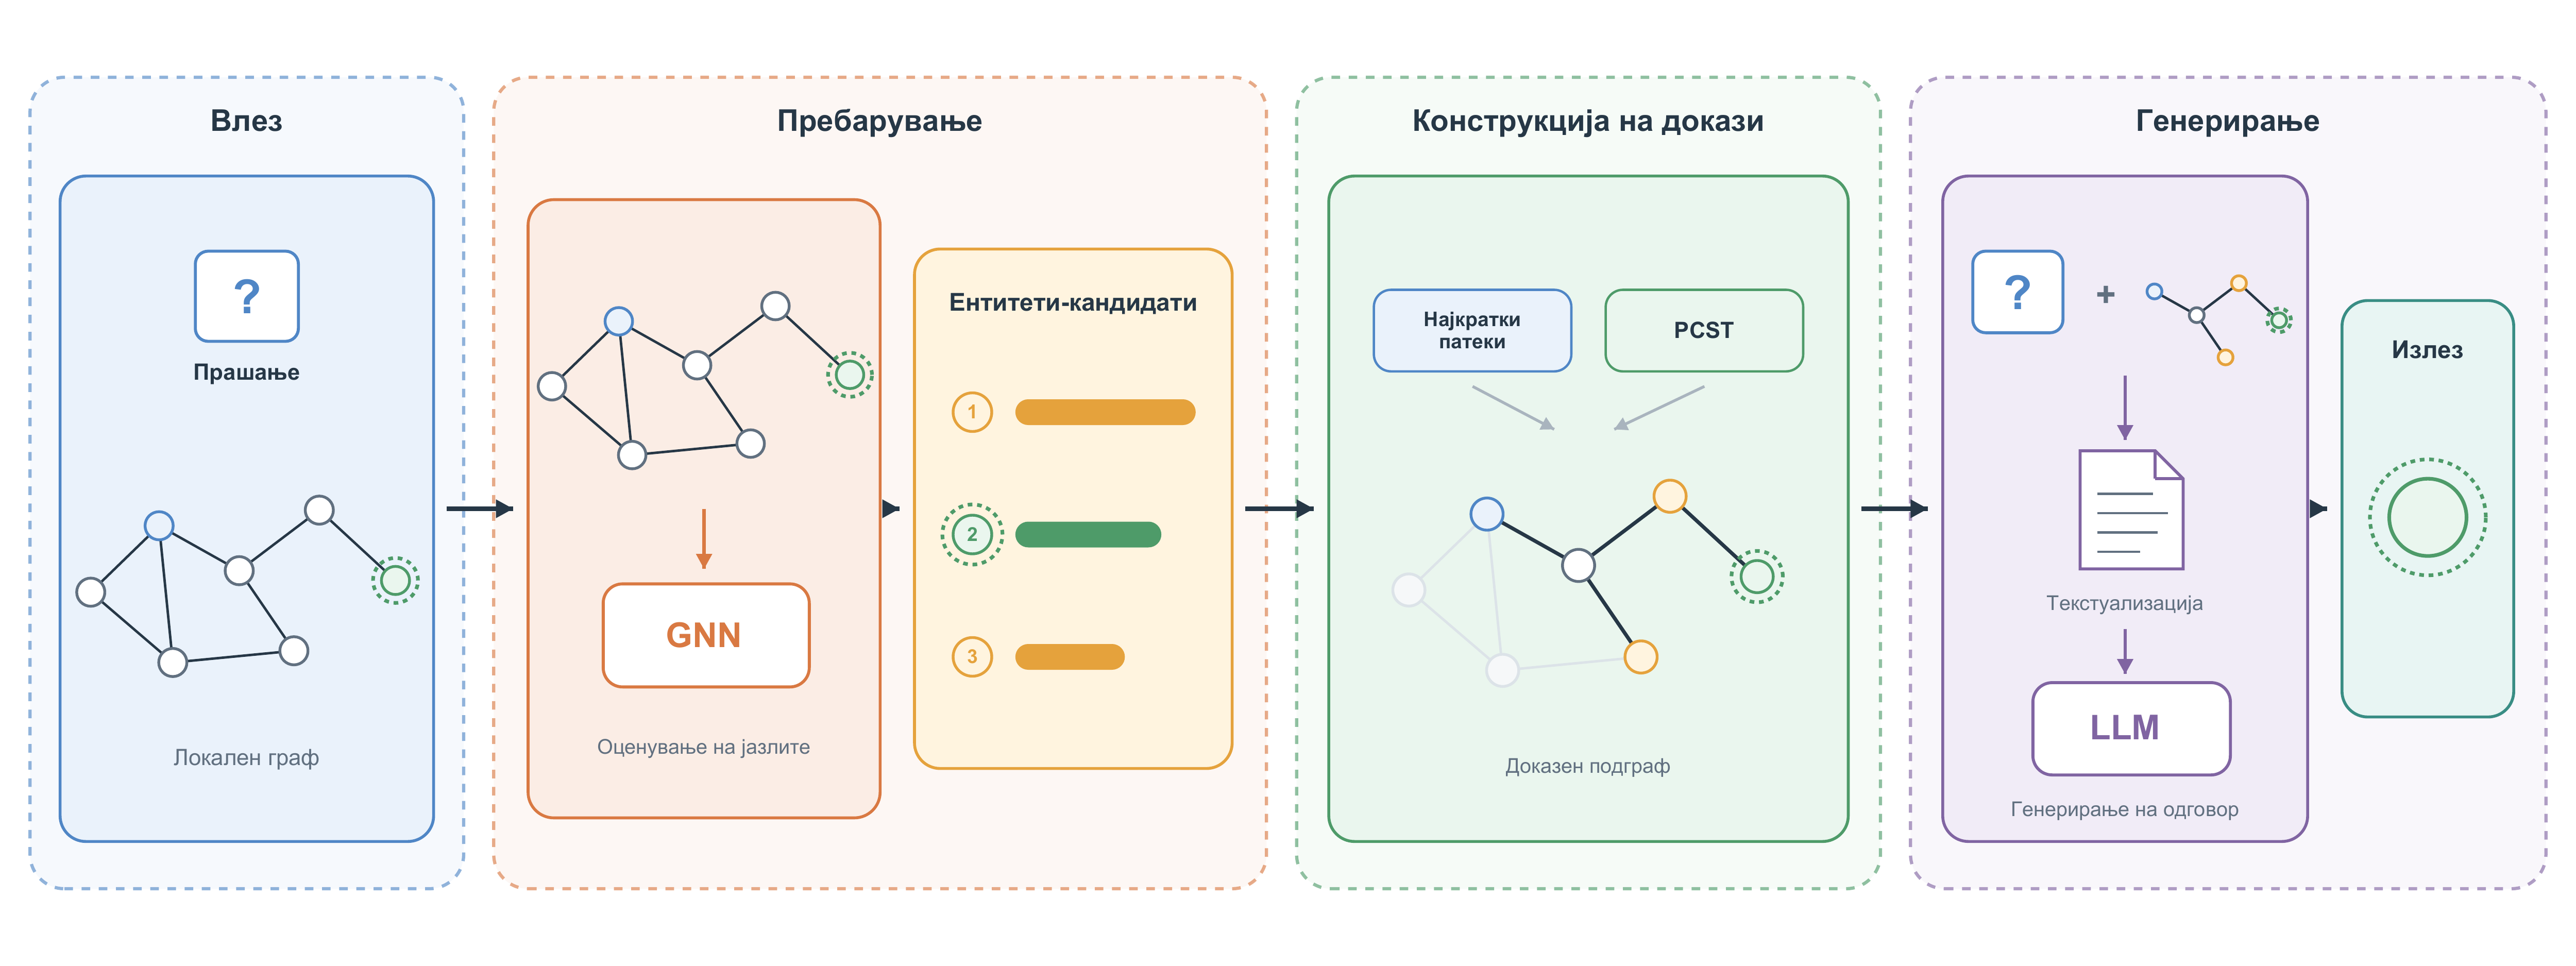 Влез
?
Прашање
Локален граф
Пребарување
GNN
Оценување на јазлите
Ентитети-кандидати
1
2
3
Конструкција на докази
Најкратки
патеки
PCST
Доказен подграф
Генерирање
? +
Текстуализација
LLM
Генерирање на одговор
Излез